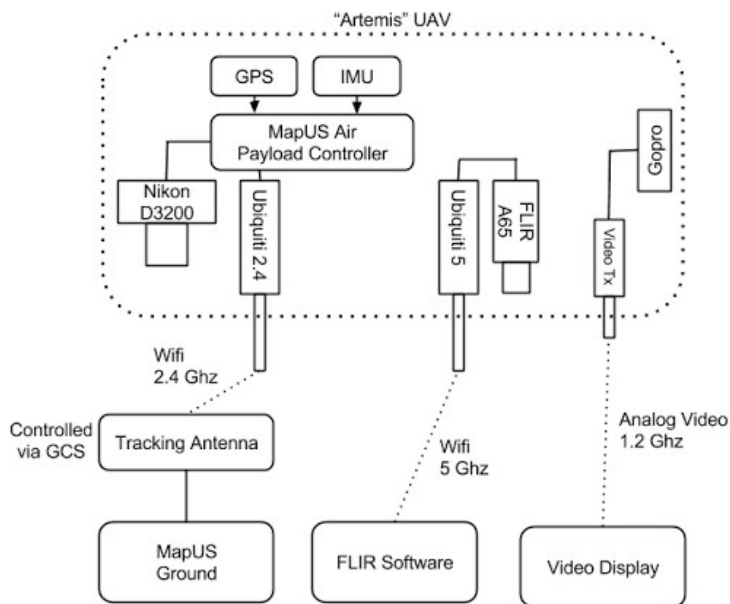 “Artemis” UAV
GPS
IMU
MapUS Air
Payload Controller
Nikon
D3200
Ubiquiti 2.4
Ubiquiti 5
FLIR
A65
Video Tx
Gopro
Wifi
2.4 Ghz
Controlled
via GCS
Tracking Antenna
Wifi
5 Ghz
Analog Video
1.2 Ghz
MapUS
Ground
FLIR Software
Video Display